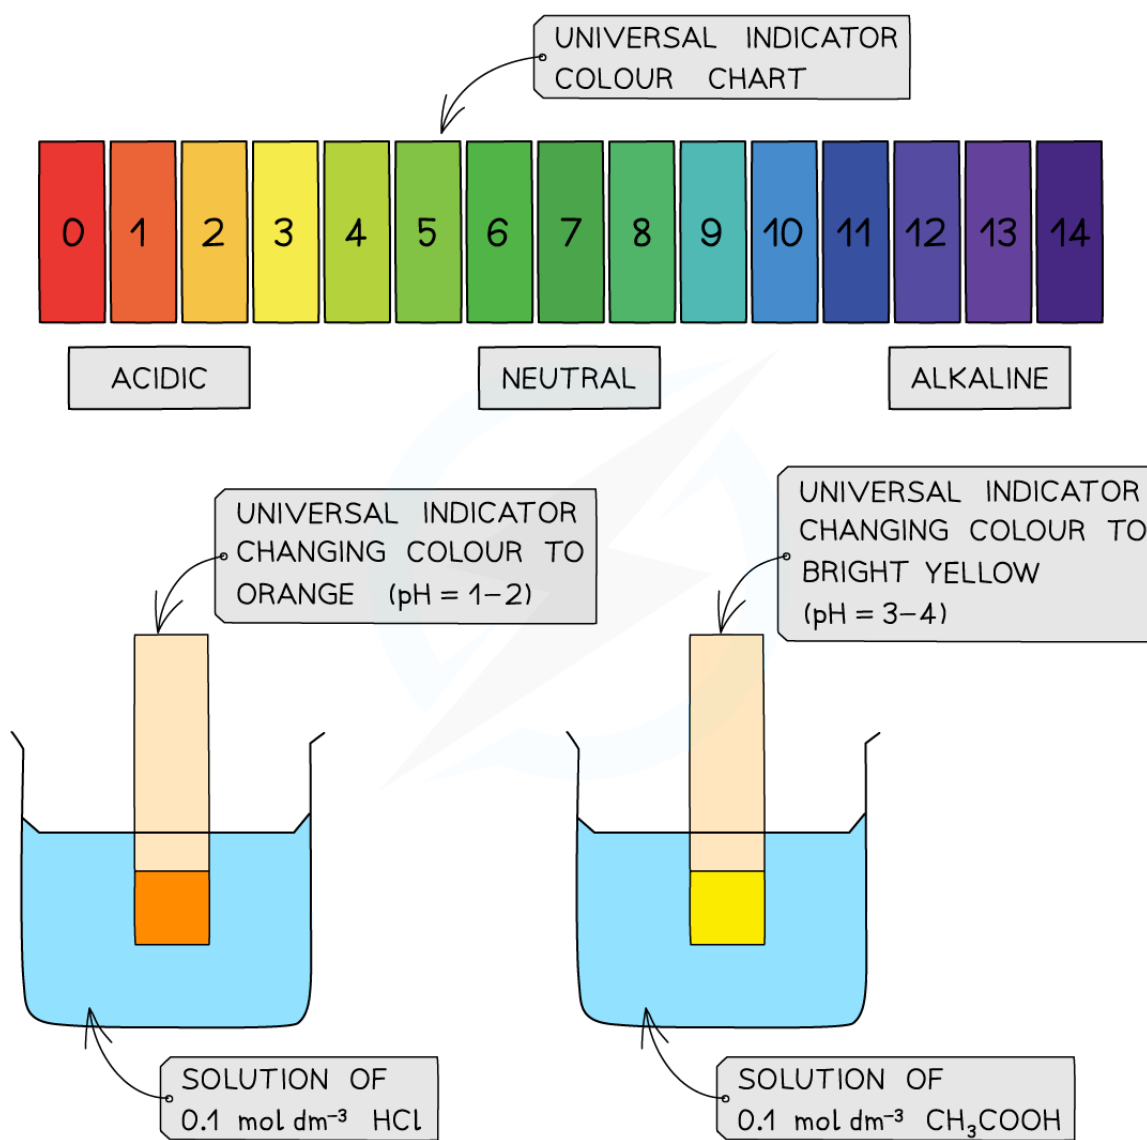 UNIVERSAL INDICATOR
COLOUR CHART
0 1 2 3 4 5 6 7 8 9 10 11 12 13 14
ACIDIC NEUTRAL ALKALINE
UNIVERSAL INDICATOR
CHANGING COLOUR TO
ORANGE (pH = 1–2)
UNIVERSAL INDICATOR
CHANGING COLOUR TO
BRIGHT YELLOW
(pH = 3–4)
SOLUTION OF
0.1 mol dm⁻³ HCl
SOLUTION OF
0.1 mol dm⁻³ CH₃COOH